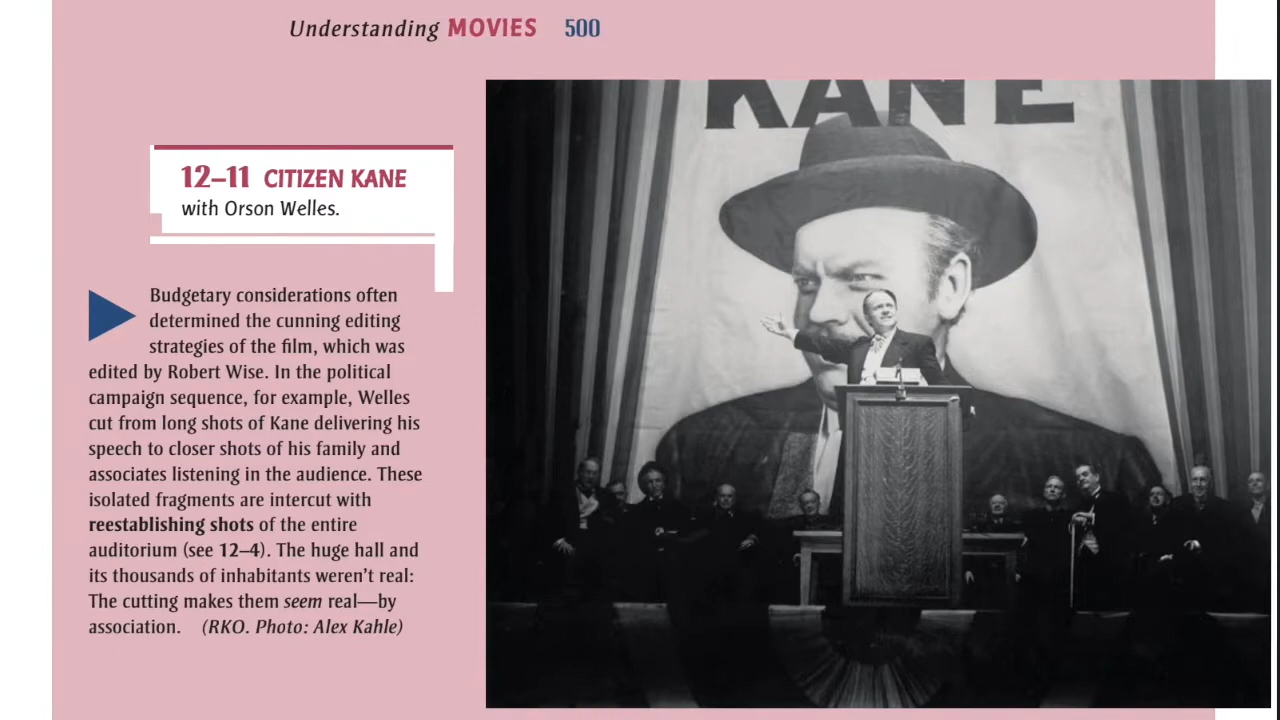 Understanding MOVIES 500
KANE
12–11 CITIZEN KANE
with Orson Welles.
Budgetary considerations often
determined the cunning editing
strategies of the film, which was
edited by Robert Wise. In the political
campaign sequence, for example, Welles
cut from long shots of Kane delivering his
speech to closer shots of his family and
associates listening in the audience. These
isolated fragments are intercut with
reestablishing shots of the entire
auditorium (see 12–4). The huge hall and
its thousands of inhabitants weren’t real:
The cutting makes them seem real—by
association. (RKO. Photo: Alex Kahle)